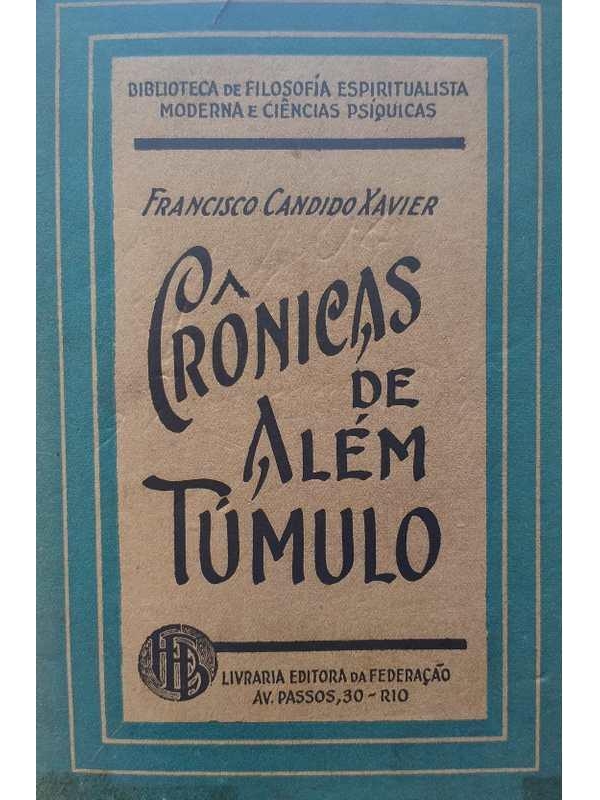 BIBLIOTECA DE FILOSOFÍA ESPIRITUALISTA
MODERNA E CIÊNCIAS PSÍQUICAS
FRANCISCO CANDIDO XAVIER
CRÔNICAS
DE
ALÉM
TÚMULO
LIVRARIA EDITORA DA FEDERAÇÃO
AV. PASSOS, 30 - RIO